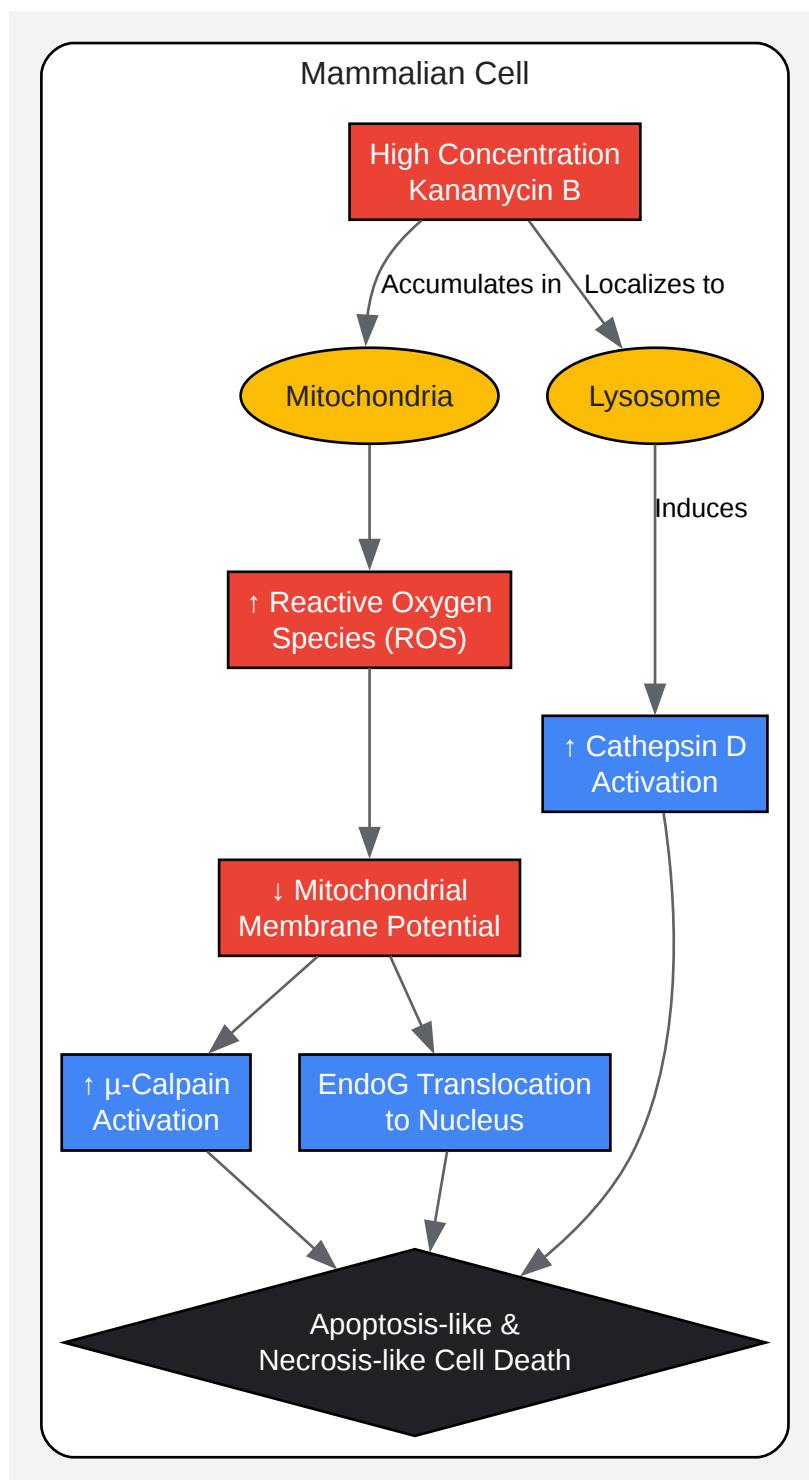 Mammalian Cell
High Concentration
Kanamycin B
Accumulates in
Localizes to
Mitochondria
Lysosome
Induces
↑ Reactive Oxygen
Species (ROS)
↑ Cathepsin D
Activation
↓ Mitochondrial
Membrane Potential
↑ µ-Calpain
Activation
EndoG Translocation
to Nucleus
Apoptosis-like &
Necrosis-like Cell Death